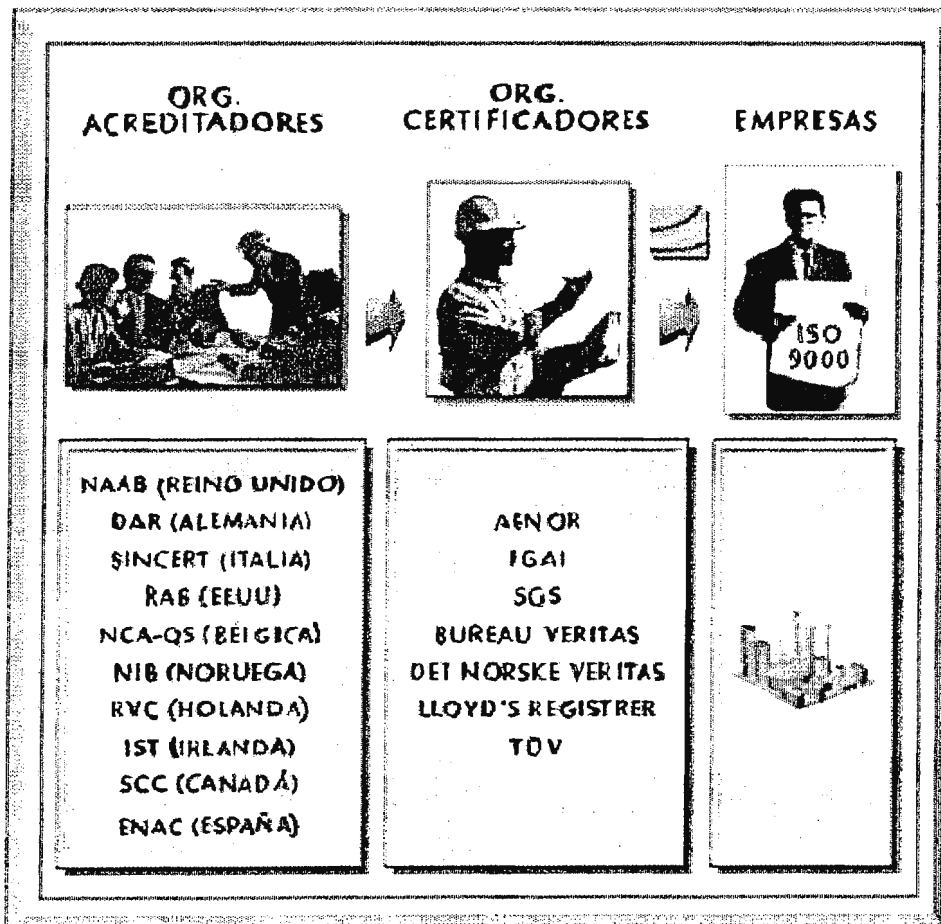 ORG.
ACREDITADORES
ORG.
CERTIFICADORES
EMPRESAS
ISO
9000
NAAB (REINO UNIDO)
DAR (ALEMANIA)
SINCERT (ITALIA)
RAB (EEUU)
NCA-QS (BELGICA)
NIB (NORUEGA)
RVC (HOLANDA)
IST (IRLANDA)
SCC (CANADÁ)
ENAC (ESPAÑA)
AENOR
FGAI
SGS
BUREAU VERITAS
DET NORSKE VERITAS
LLOYD'S REGISTRER
TÜV